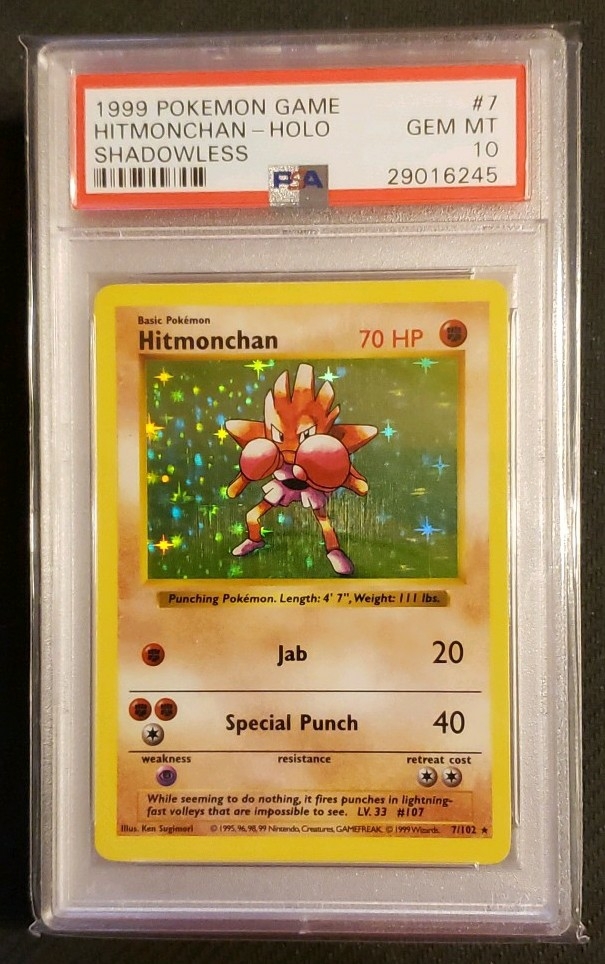 1999 POKEMON GAME #7
HITMONCHAN-HOLO GEM MT
SHADOWLESS 10
PSA 29016245
Basic Pokémon
Hitmonchan 70 HP
Punching Pokémon. Length: 4' 7", Weight: 111 lbs.
Jab 20
Special Punch 40
weakness resistance retreat cost
While seeming to do nothing, it fires punches in lightning-
fast volleys that are impossible to see. LV. 33 #107
Illus. Ken Sugimori © 1995, 96, 98, 99 Nintendo, Creatures, GAMEFREAK. © 1999 Wizards. 7/102 ★